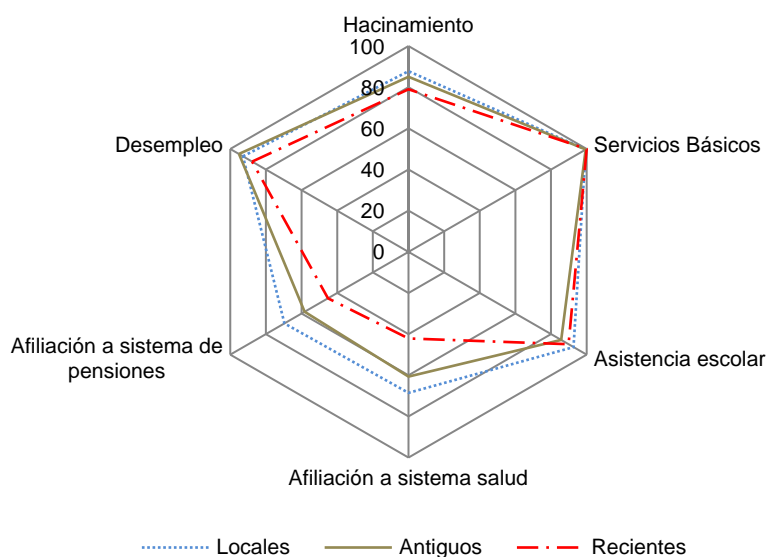 Hacinamiento
100
80
60
40
20
0
Servicios Básicos
Asistencia escolar
Afiliación a sistema salud
Afiliación a sistema de
pensiones
Desempleo
Locales
Antiguos
Recientes